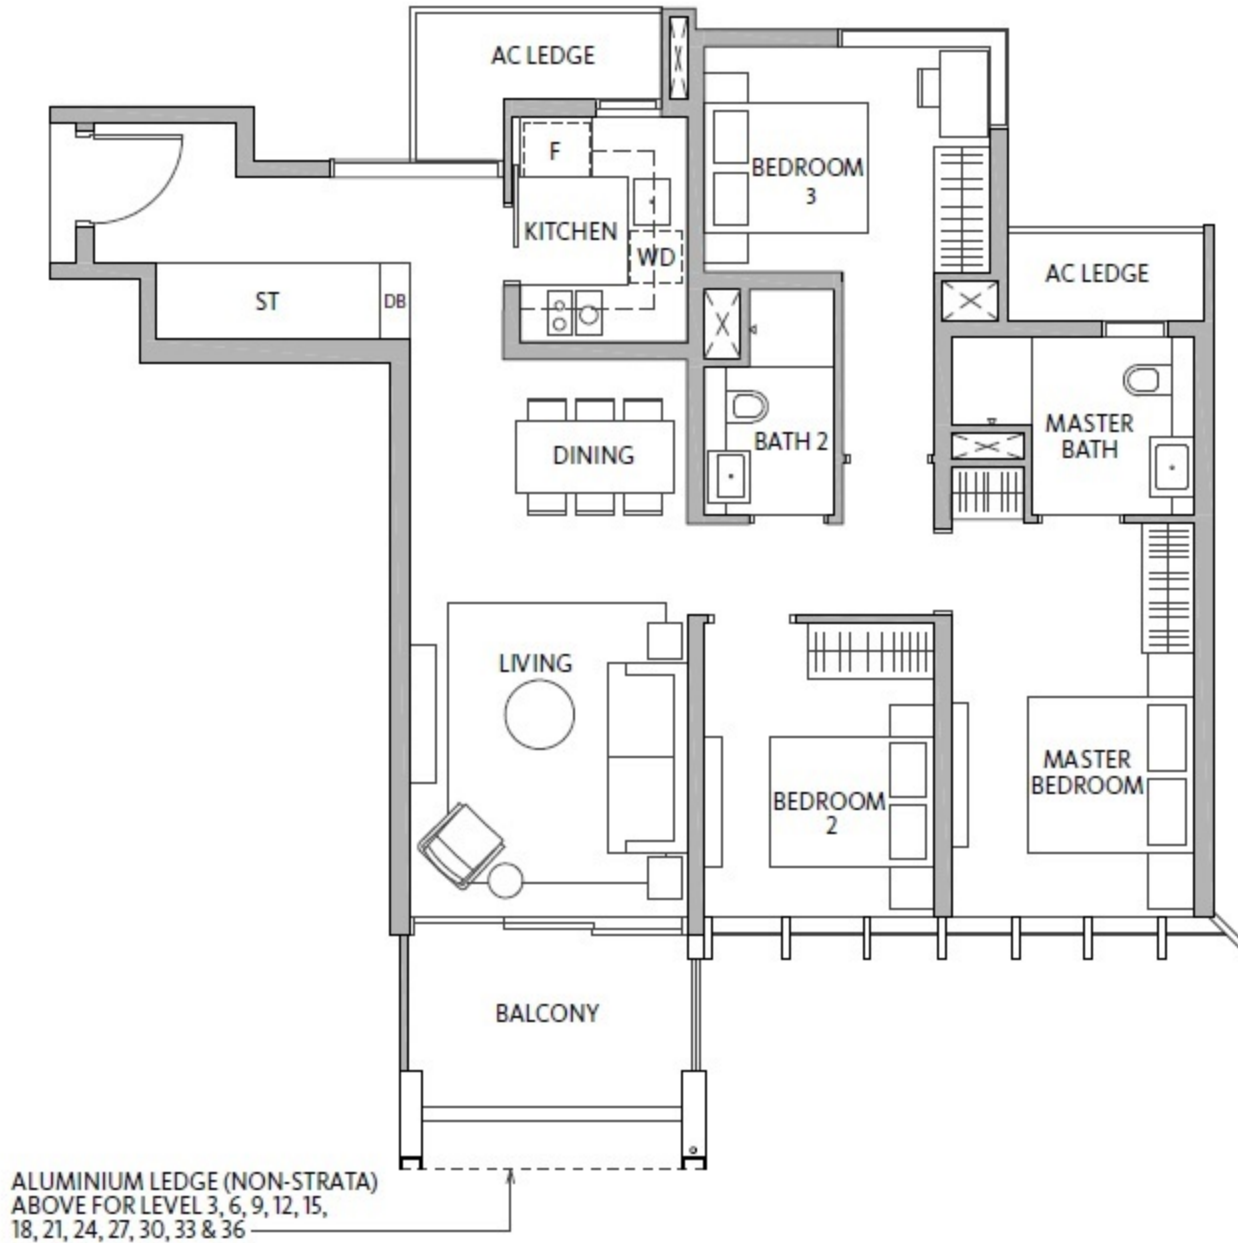 AC LEDGE
F
BEDROOM
3
KITCHEN
WD
AC LEDGE
ST
DB
MASTER
BATH
BATH 2
DINING
LIVING
MASTER
BEDROOM
BEDROOM
2
BALCONY
ALUMINIUM LEDGE (NON-STRATA)
ABOVE FOR LEVEL 3, 6, 9, 12, 15,
18, 21, 24, 27, 30, 33 & 36